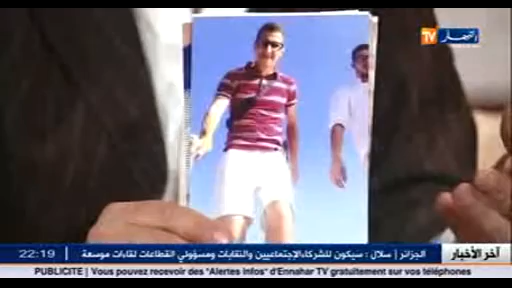 النهار TV
22:19 الجزائر | سلال : سيكون للشركاء الإجتماعيين والنقابات ومسؤولي القطاعات لقاءات موسعة آخر الأخبار
PUBLICITE | Vous pouvez recevoir des "Alertes Infos" d'Ennahar TV gratuitement sur vos téléphones